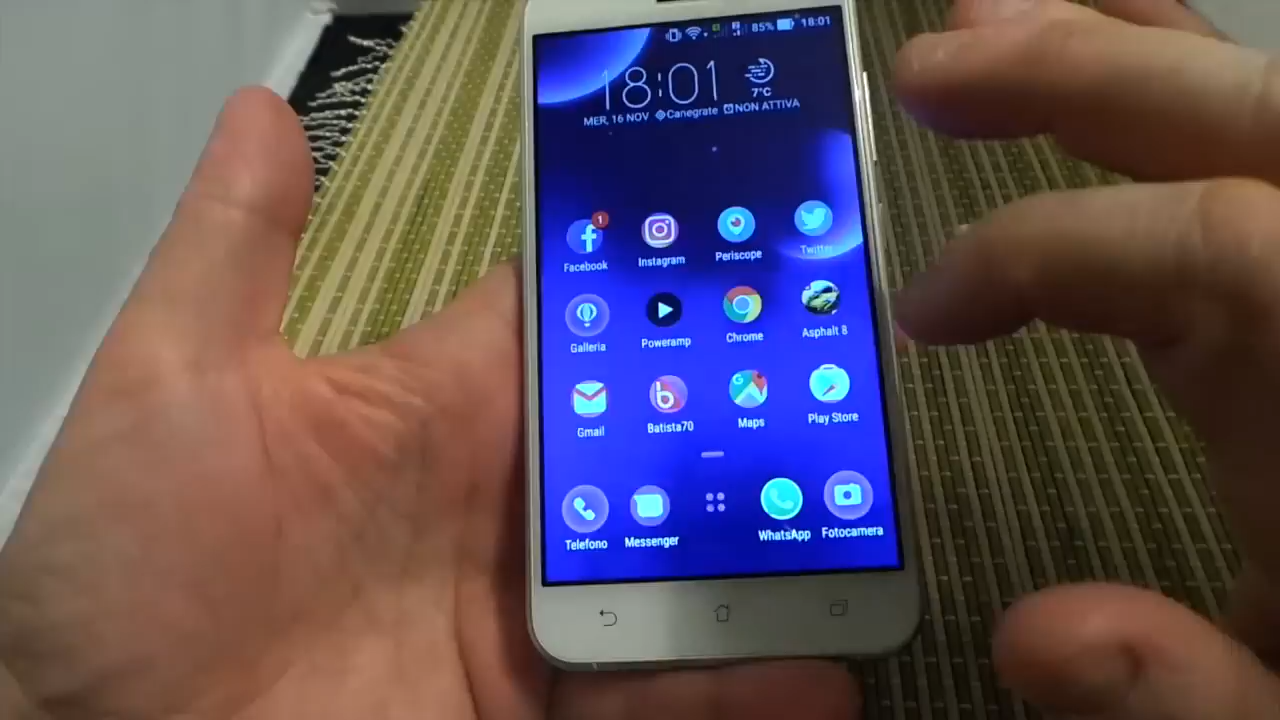 85% 18:01
18:01
7°C
MER, 16 NOV Canegrate NON ATTIVA
1
Facebook Instagram Periscope Twitter
Galleria Poweramp Chrome Asphalt 8
Gmail Batista70 Maps Play Store
Telefono Messenger WhatsApp Fotocamera